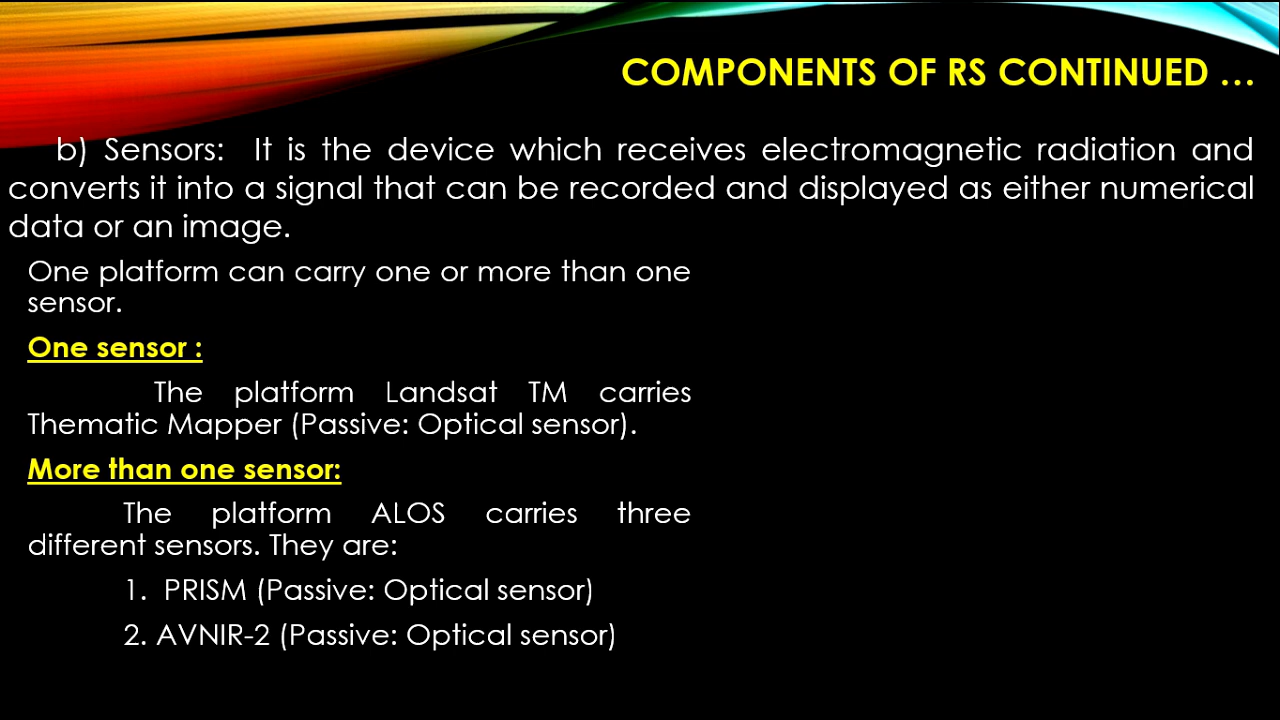 COMPONENTS OF RS CONTINUED ...
b) Sensors: It is the device which receives electromagnetic radiation and
converts it into a signal that can be recorded and displayed as either numerical
data or an image.
One platform can carry one or more than one
sensor.
One sensor :
The platform Landsat TM carries
Thematic Mapper (Passive: Optical sensor).
More than one sensor:
The platform ALOS carries three
different sensors. They are:
1. PRISM (Passive: Optical sensor)
2. AVNIR-2 (Passive: Optical sensor)